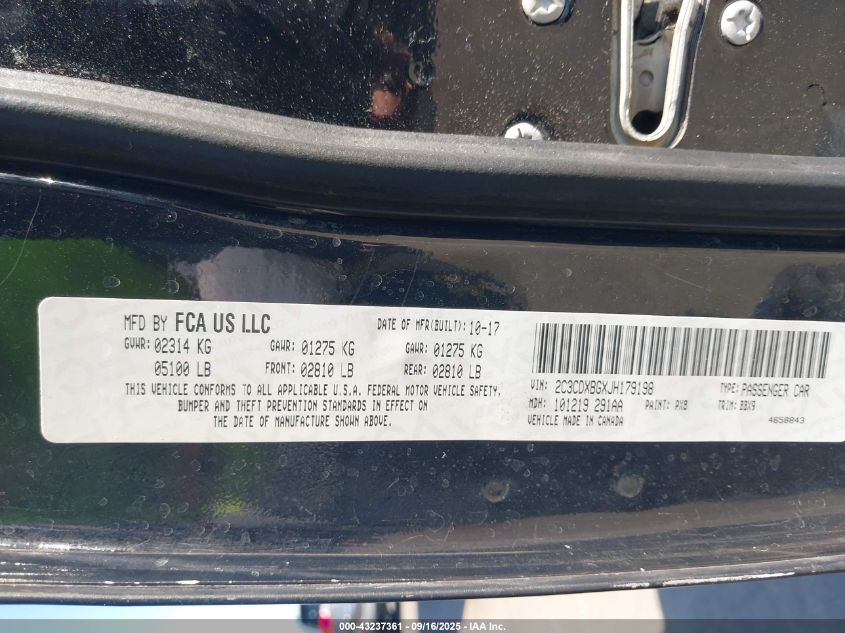 MFD BY FCA US LLC DATE OF MFR(BUILT): 10-17
GVWR: 02314 KG GAWR: 01275 KG GAWR: 01275 KG
05100 LB FRONT: 02810 LB REAR: 02810 LB
THIS VEHICLE CONFORMS TO ALL APPLICABLE U.S.A. FEDERAL MOTOR VEHICLE SAFETY,
BUMPER AND THEFT PREVENTION STANDARDS IN EFFECT ON
THE DATE OF MANUFACTURE SHOWN ABOVE.
VIN: 2C3CDXBGXJH179198 TYPE: PASSENGER CAR
MDH: 101219 291AA PAINT: PX8 TRIM: BBX9
VEHICLE MADE IN CANADA 4658843
000-43237361 - 09/16/2025 - IAA Inc.